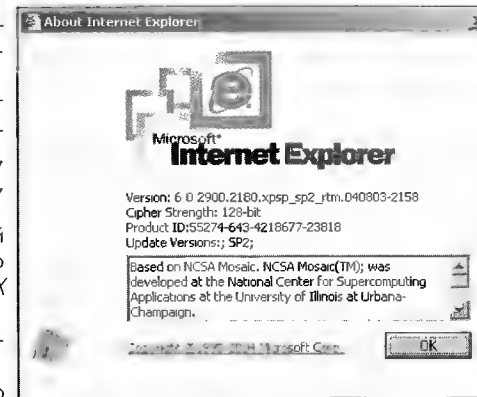 About Internet Explorer
Microsoft®
Internet Explorer
Version: 6 0 2900.2180.xpsp_sp2_rtm.040803-2158
Cipher Strength: 128-bit
Product ID:55274-643-4218677-23818
Update Versions:; SP2;
Based on NCSA Mosaic. NCSA Mosaic(TM); was
developed at the National Center for Supercomputing
Applications at the University of Illinois at Urbana-
Champaign.
Microsoft Corp.
OK